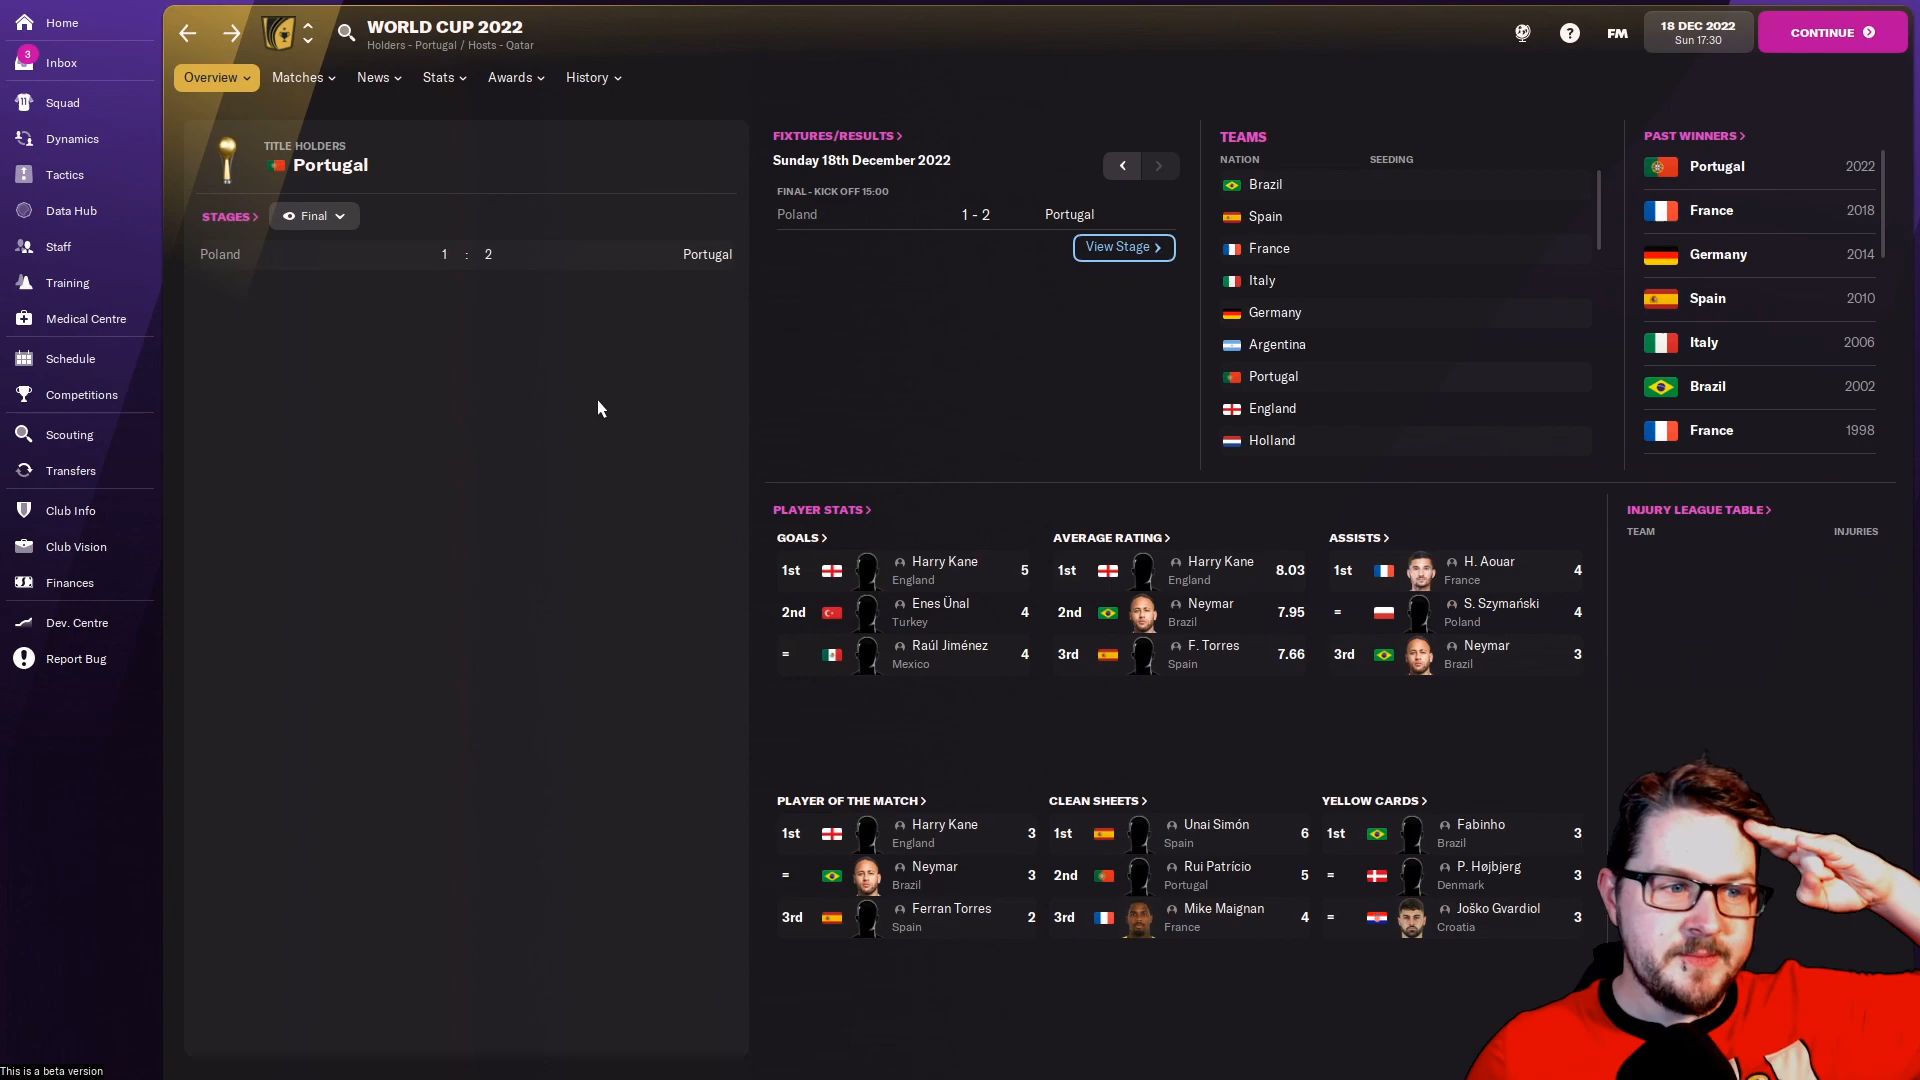 Home
3
Inbox
Squad
Dynamics
Tactics
Data Hub
Staff
Training
Medical Centre
Schedule
Competitions
Scouting
Transfers
Club Info
Club Vision
Finances
Dev. Centre
Report Bug
This is a beta version
WORLD CUP 2022
Holders - Portugal / Hosts - Qatar
?
FM
18 DEC 2022
Sun 17:30
CONTINUE
Overview
Matches
News
Stats
Awards
History
TITLE HOLDERS
Portugal
STAGES
Final
Poland 1 : 2 Portugal
FIXTURES/RESULTS
Sunday 18th December 2022
FINAL - KICK OFF 15:00
Poland 1 - 2 Portugal
View Stage
TEAMS
NATION SEEDING
Brazil
Spain
France
Italy
Germany
Argentina
Portugal
England
Holland
PAST WINNERS
Portugal 2022
France 2018
Germany 2014
Spain 2010
Italy 2006
Brazil 2002
France 1998
PLAYER STATS
GOALS
1st Harry Kane 5
England
2nd Enes Ünal 4
Turkey
= Raúl Jiménez 4
Mexico
AVERAGE RATING
1st Harry Kane 8.03
England
2nd Neymar 7.95
Brazil
3rd F. Torres 7.66
Spain
ASSISTS
1st H. Aouar 4
France
= S. Szymański 4
Poland
3rd Neymar 3
Brazil
PLAYER OF THE MATCH
1st Harry Kane 3
England
= Neymar 3
Brazil
3rd Ferran Torres 2
Spain
CLEAN SHEETS
1st Unai Simón 6
Spain
2nd Rui Patrício 5
Portugal
3rd Mike Maignan 4
France
YELLOW CARDS
1st Fabinho 3
Brazil
= P. Højbjerg 3
Denmark
= Joško Gvardiol 3
Croatia
INJURY LEAGUE TABLE
TEAM INJURIES